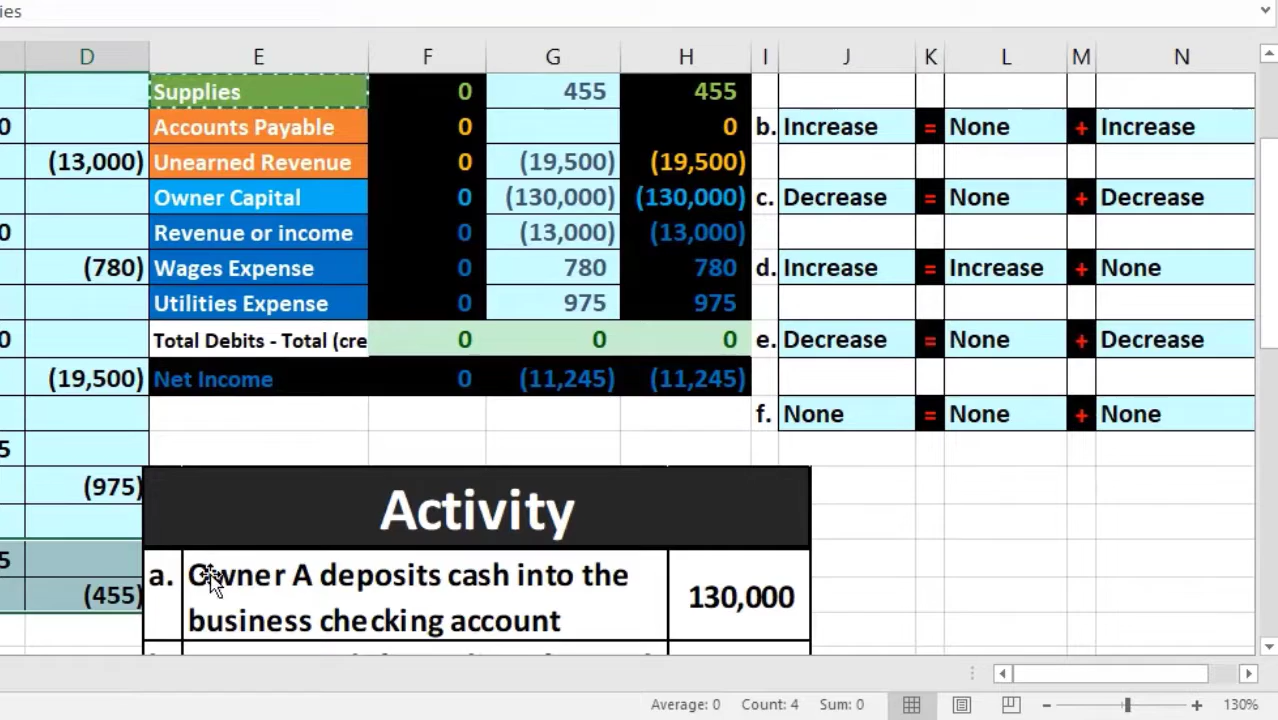 ies
D E F G H I J K L M N
Supplies 0 455 455
0 Accounts Payable 0 0 b. Increase = None + Increase
(13,000) Unearned Revenue 0 (19,500) (19,500)
Owner Capital 0 (130,000) (130,000) c. Decrease = None + Decrease
0 Revenue or income 0 (13,000) (13,000)
(780) Wages Expense 0 780 780 d. Increase = Increase + None
Utilities Expense 0 975 975
0 Total Debits - Total (cre 0 0 0 e. Decrease = None + Decrease
(19,500) Net Income 0 (11,245) (11,245)
f. None = None + None
5
(975) Activity
5 a. Owner A deposits cash into the
(455) business checking account 130,000
Average: 0 Count: 4 Sum: 0 130%